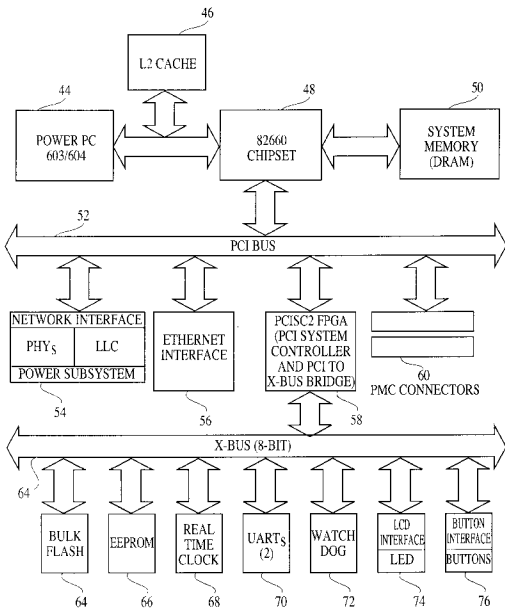 46
L2 CACHE
44
48
50
POWER PC
603/604
82660
CHIPSET
SYSTEM
MEMORY
(DRAM)
52
PCI BUS
NETWORK INTERFACE
PHYS
LLC
POWER SUBSYSTEM
54
ETHERNET
INTERFACE
56
PCISC2 FPGA
(PCI SYSTEM
CONTROLLER
AND PCI TO
X-BUS BRIDGE)
58
60
PMC CONNECTORS
X-BUS (8-BIT)
64
BULK
FLASH
64
EEPROM
66
REAL
TIME
CLOCK
68
UARTS
(2)
70
WATCH
DOG
72
LCD
INTERFACE
LED
74
BUTTON
INTERFACE
BUTTONS
76